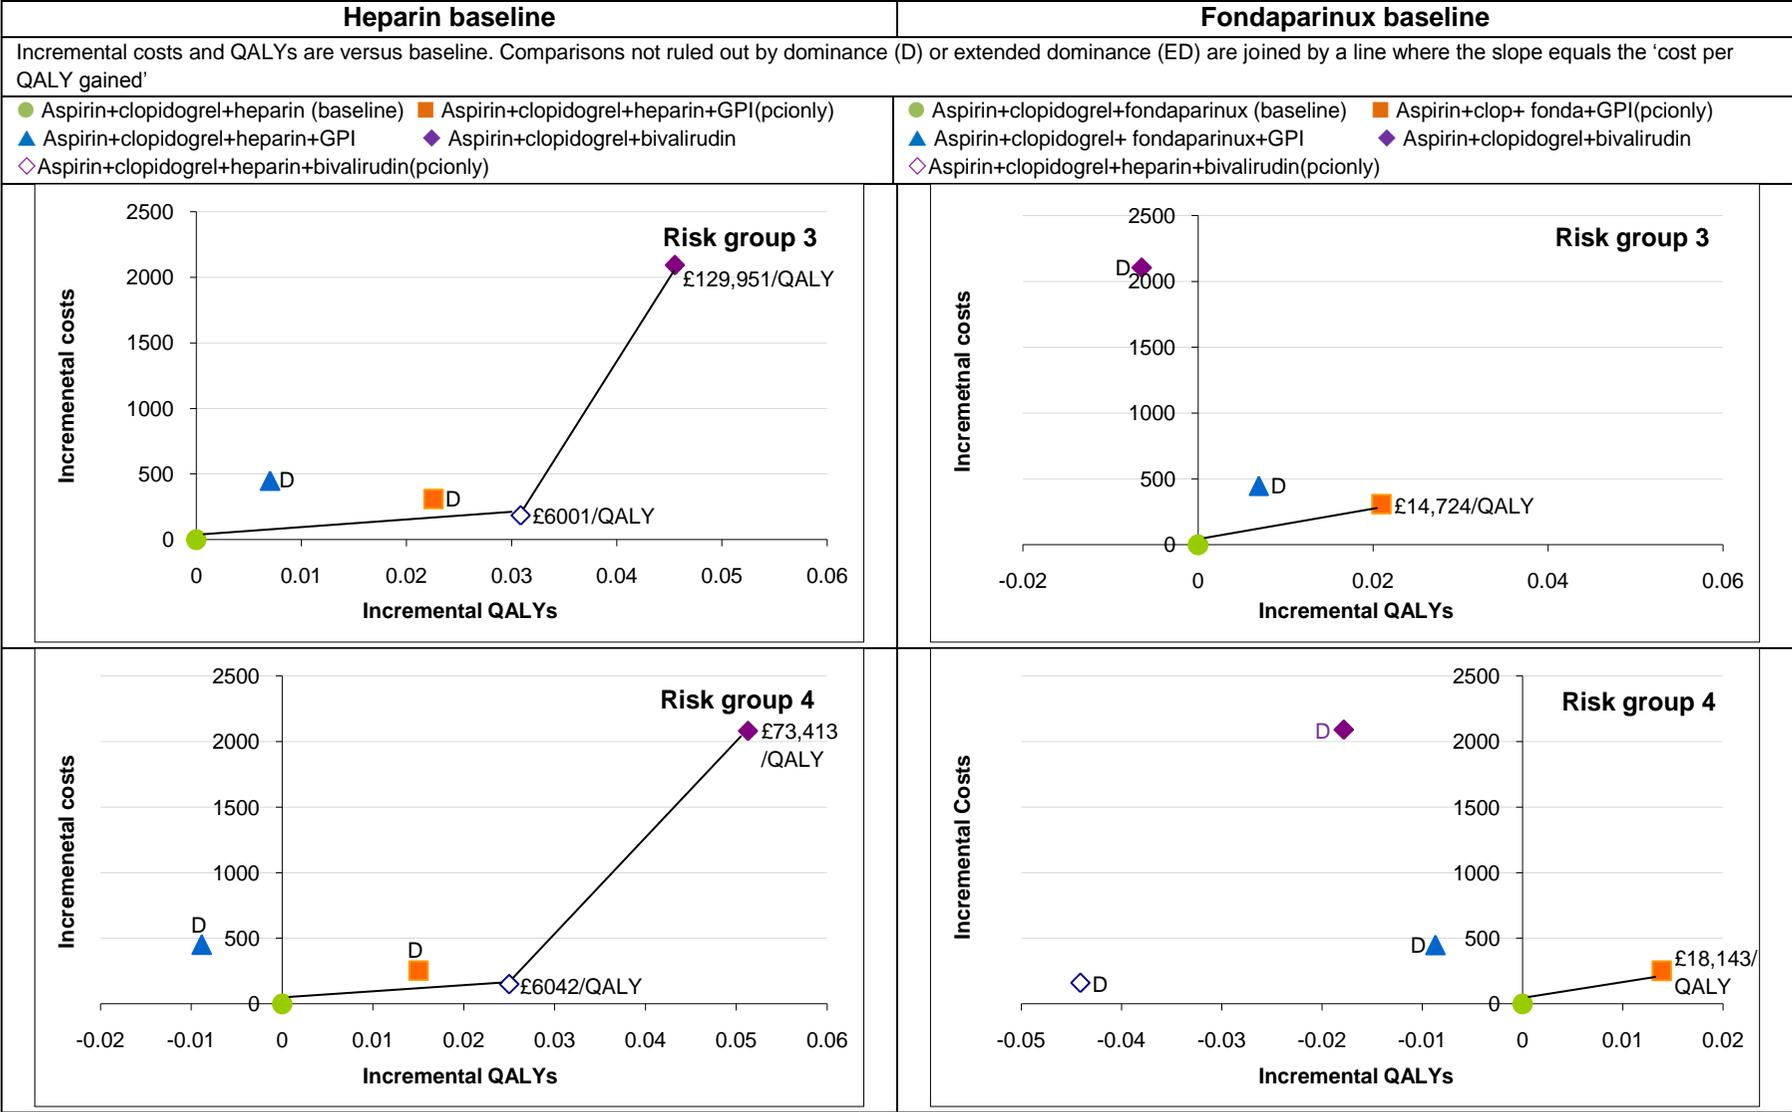 Heparin baseline
Fondaparinux baseline
Incremental costs and QALYs are versus baseline. Comparisons not ruled out by dominance (D) or extended dominance (ED) are joined by a line where the slope equals the ‘cost per
QALY gained’
Aspirin+clopidogrel+heparin (baseline) Aspirin+clopidogrel+heparin+GPI(pcionly)
Aspirin+clopidogrel+heparin+GPI Aspirin+clopidogrel+bivalirudin
Aspirin+clopidogrel+heparin+bivalirudin(pcionly)
Aspirin+clopidogrel+fondaparinux (baseline) Aspirin+clop+ fonda+GPI(pcionly)
Aspirin+clopidogrel+ fondaparinux+GPI Aspirin+clopidogrel+bivalirudin
Aspirin+clopidogrel+heparin+bivalirudin(pcionly)
Risk group 3
Incremenetal costs
2500
2000
1500
1000
500
0
£129,951/QALY
D
D
£6001/QALY
0 0.01 0.02 0.03 0.04 0.05 0.06
Incremental QALYs
Risk group 3
Incremetnal costs
2500
2000
1500
1000
500
0
D
D
£14,724/QALY
-0.02 0 0.02 0.04 0.06
Incremental QALYs
Risk group 4
Incremenetal costs
2500
2000
1500
1000
500
0
£73,413
/QALY
D
D
£6042/QALY
-0.02 -0.01 0 0.01 0.02 0.03 0.04 0.05 0.06
Incremental QALYs
Risk group 4
Incremental Costs
2500
2000
1500
1000
500
0
D
D
D
£18,143/
QALY
-0.05 -0.04 -0.03 -0.02 -0.01 0 0.01 0.02
Incremental QALYs